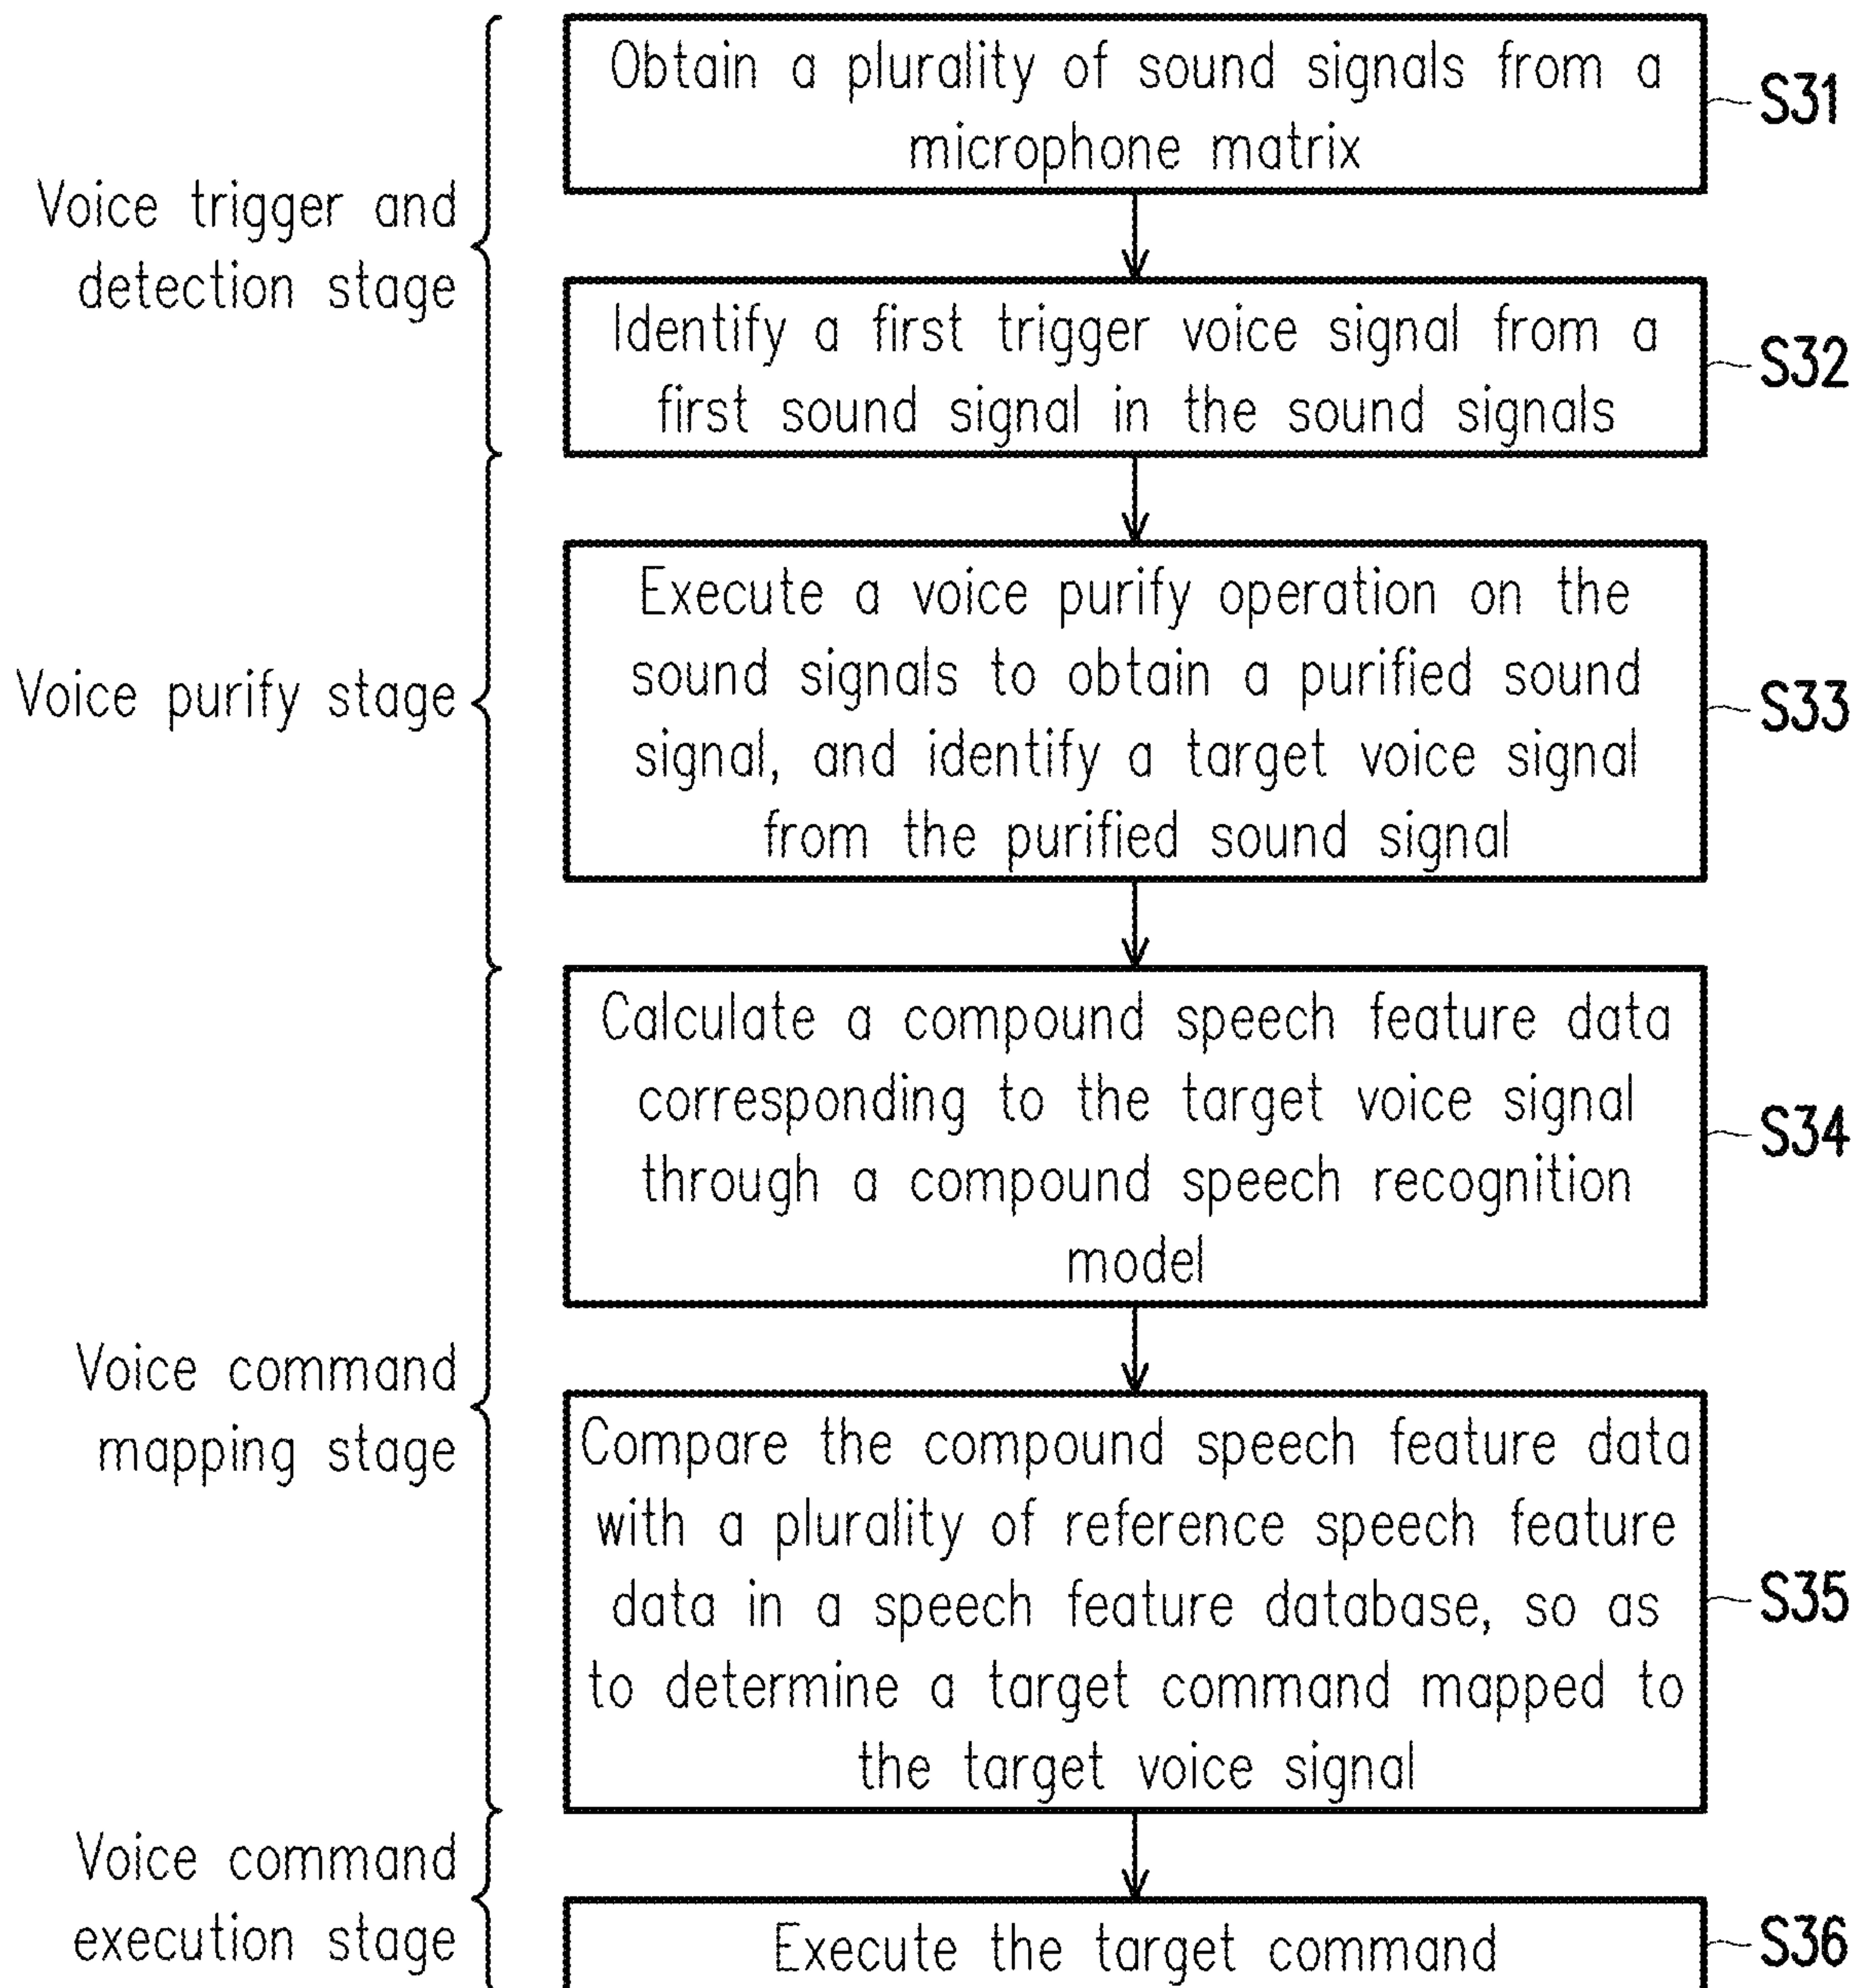 Voice trigger and
detection stage
Obtain a plurality of sound signals from a
microphone matrix
S31
Identify a first trigger voice signal from a
first sound signal in the sound signals
S32
Voice purify stage
Execute a voice purify operation on the
sound signals to obtain a purified sound
signal, and identify a target voice signal
from the purified sound signal
S33
Voice command
mapping stage
Calculate a compound speech feature data
corresponding to the target voice signal
through a compound speech recognition
model
S34
Compare the compound speech feature data
with a plurality of reference speech feature
data in a speech feature database, so as
to determine a target command mapped to
the target voice signal
S35
Voice command
execution stage
Execute the target command
S36